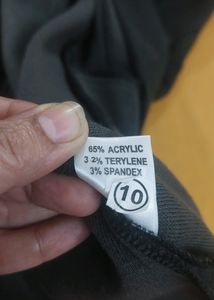 65% ACRYLIC
32% TERYLENE
3% SPANDEX
10